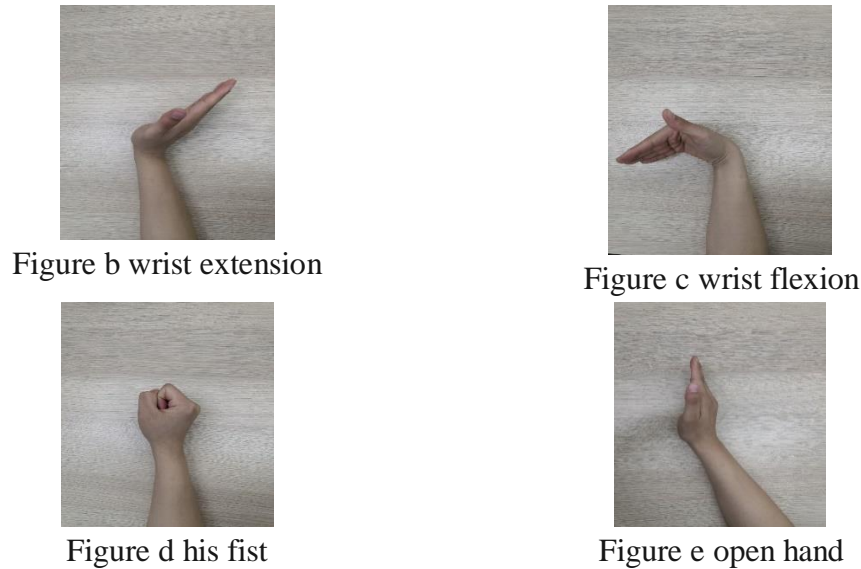 Figure b wrist extension
Figure c wrist flexion
Figure d his fist
Figure e open hand